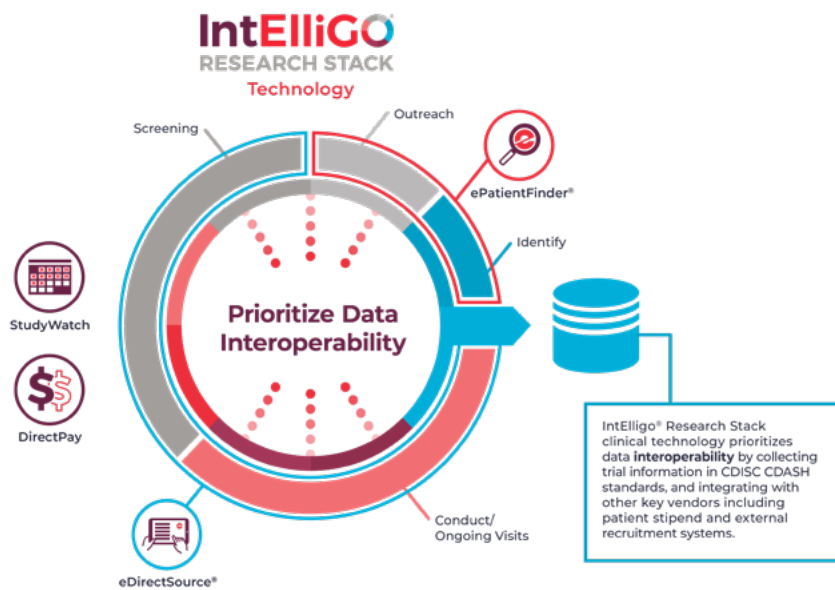 IntElliGO®
RESEARCH STACK
Technology
Screening
Outreach
ePatientFinder®
Identify
StudyWatch
DirectPay
Prioritize Data
Interoperability
IntElligo® Research Stack
clinical technology prioritizes
data interoperability by collecting
trial information in CDISC CDASH
standards, and integrating with
other key vendors including
patient stipend and external
recruitment systems.
Conduct/
Ongoing Visits
eDirectSource®